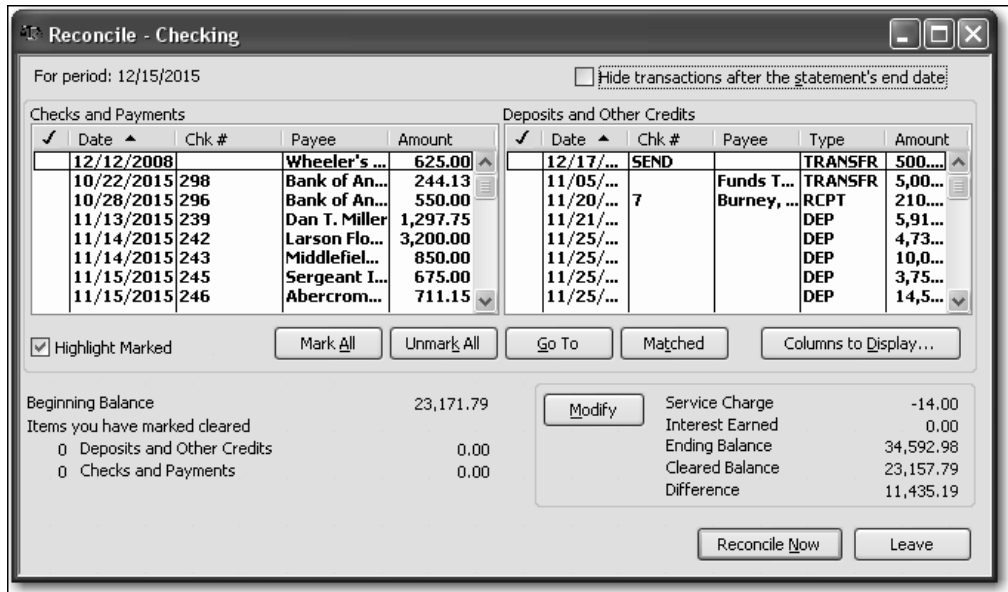 Reconcile - Checking
For period: 12/15/2015
Hide transactions after the statement's end date
Checks and Payments
✓ Date Chk # Payee Amount
12/12/2008 Wheeler's ... 625.00
10/22/2015 298 Bank of An... 244.13
10/28/2015 296 Bank of An... 550.00
11/13/2015 239 Dan T. Miller 1,297.75
11/14/2015 242 Larson Flo... 3,200.00
11/14/2015 243 Middlefiel... 850.00
11/15/2015 245 Sergeant I... 675.00
11/15/2015 246 Abercrom... 711.15
Deposits and Other Credits
✓ Date Chk # Payee Type Amount
12/17/... SEND TRANSFR 500....
11/05/... Funds T... TRANSFR 5,00...
11/20/... 7 Burney, ... RCPT 210....
11/21/... DEP 5,91...
11/25/... DEP 4,73...
11/25/... DEP 10,0...
11/25/... DEP 3,75...
11/25/... DEP 14,5...
Highlight Marked
Mark All
Unmark All
Go To
Matched
Columns to Display...
Beginning Balance 23,171.79
Items you have marked cleared
0 Deposits and Other Credits 0.00
0 Checks and Payments 0.00
Modify
Service Charge -14.00
Interest Earned 0.00
Ending Balance 34,592.98
Cleared Balance 23,157.79
Difference 11,435.19
Reconcile Now
Leave